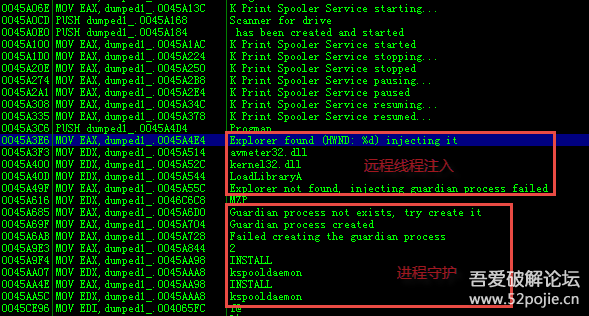 0045A06E MOV EAX,dumped1_.0045A13C K Print Spooler Service starting...
0045A0CD PUSH dumped1_.0045A168 Scanner for drive
0045A0E0 PUSH dumped1_.0045A184 has been created and started
0045A100 MOV EAX,dumped1_.0045A1AC K Print Spooler Service started
0045A1D0 MOV EAX,dumped1_.0045A224 K Print Spooler Service stopping...
0045A20E MOV EAX,dumped1_.0045A250 K Print Spooler Service stopped
0045A274 MOV EAX,dumped1_.0045A2B8 K Print Spooler Service pausing...
0045A2A1 MOV EAX,dumped1_.0045A2E4 K Print Spooler Service paused
0045A308 MOV EAX,dumped1_.0045A34C K Print Spooler Service resuming...
0045A335 MOV EAX,dumped1_.0045A378 K Print Spooler Service resumed...
0045A3C6 PUSH dumped1_.0045A4D4 Progman
0045A3E6 MOV EAX,dumped1_.0045A4E4 Explorer found (HWND: %d) injecting it
0045A3F3 MOV EDX,dumped1_.0045A514 avmeter32.dll
0045A400 MOV EAX,dumped1_.0045A52C kernel32.dll
0045A40D MOV EAX,dumped1_.0045A544 LoadLibraryA
远程线程注入
0045A49F MOV EAX,dumped1_.0045A55C Explorer not found, injecting guardian process failed
0045A616 MOV EDX,dumped1_.0046C6C8 MZP
0045A685 MOV EAX,dumped1_.0045A6D0 Guardian process not exists, try create it
0045A69F MOV EAX,dumped1_.0045A704 Guardian process created
0045A6AB MOV EAX,dumped1_.0045A728 Failed creating the guardian process
0045A9E3 MOV EDX,dumped1_.0045A844 2
0045A9F4 MOV EDX,dumped1_.0045AA98 INSTALL
进程守护
0045AA07 MOV EDX,dumped1_.0045AAA8 kspooldaemon
0045AA4E MOV EDX,dumped1_.0045AA98 INSTALL
0045AA5C MOV EDX,dumped1_.0045AAA8 kspooldaemon
0045CE96 MOV EDI,dumped1_.004065FC
吾爱破解论坛
www.52pojie.cn